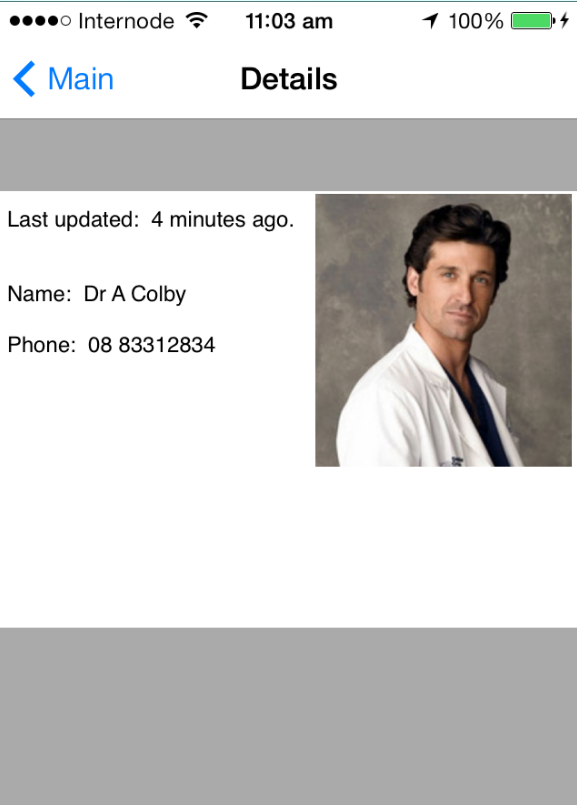 Internode 11:03 am 100%
Main Details
Last updated: 4 minutes ago.
Name: Dr A Colby
Phone: 08 83312834